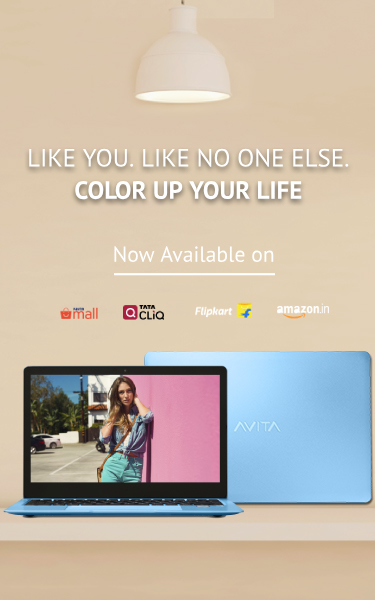 LIKE YOU. LIKE NO ONE ELSE.
COLOR UP YOUR LIFE
Now Available on
PAYTM mall
TATA CLiQ
Flipkart
amazon.in
AVITA